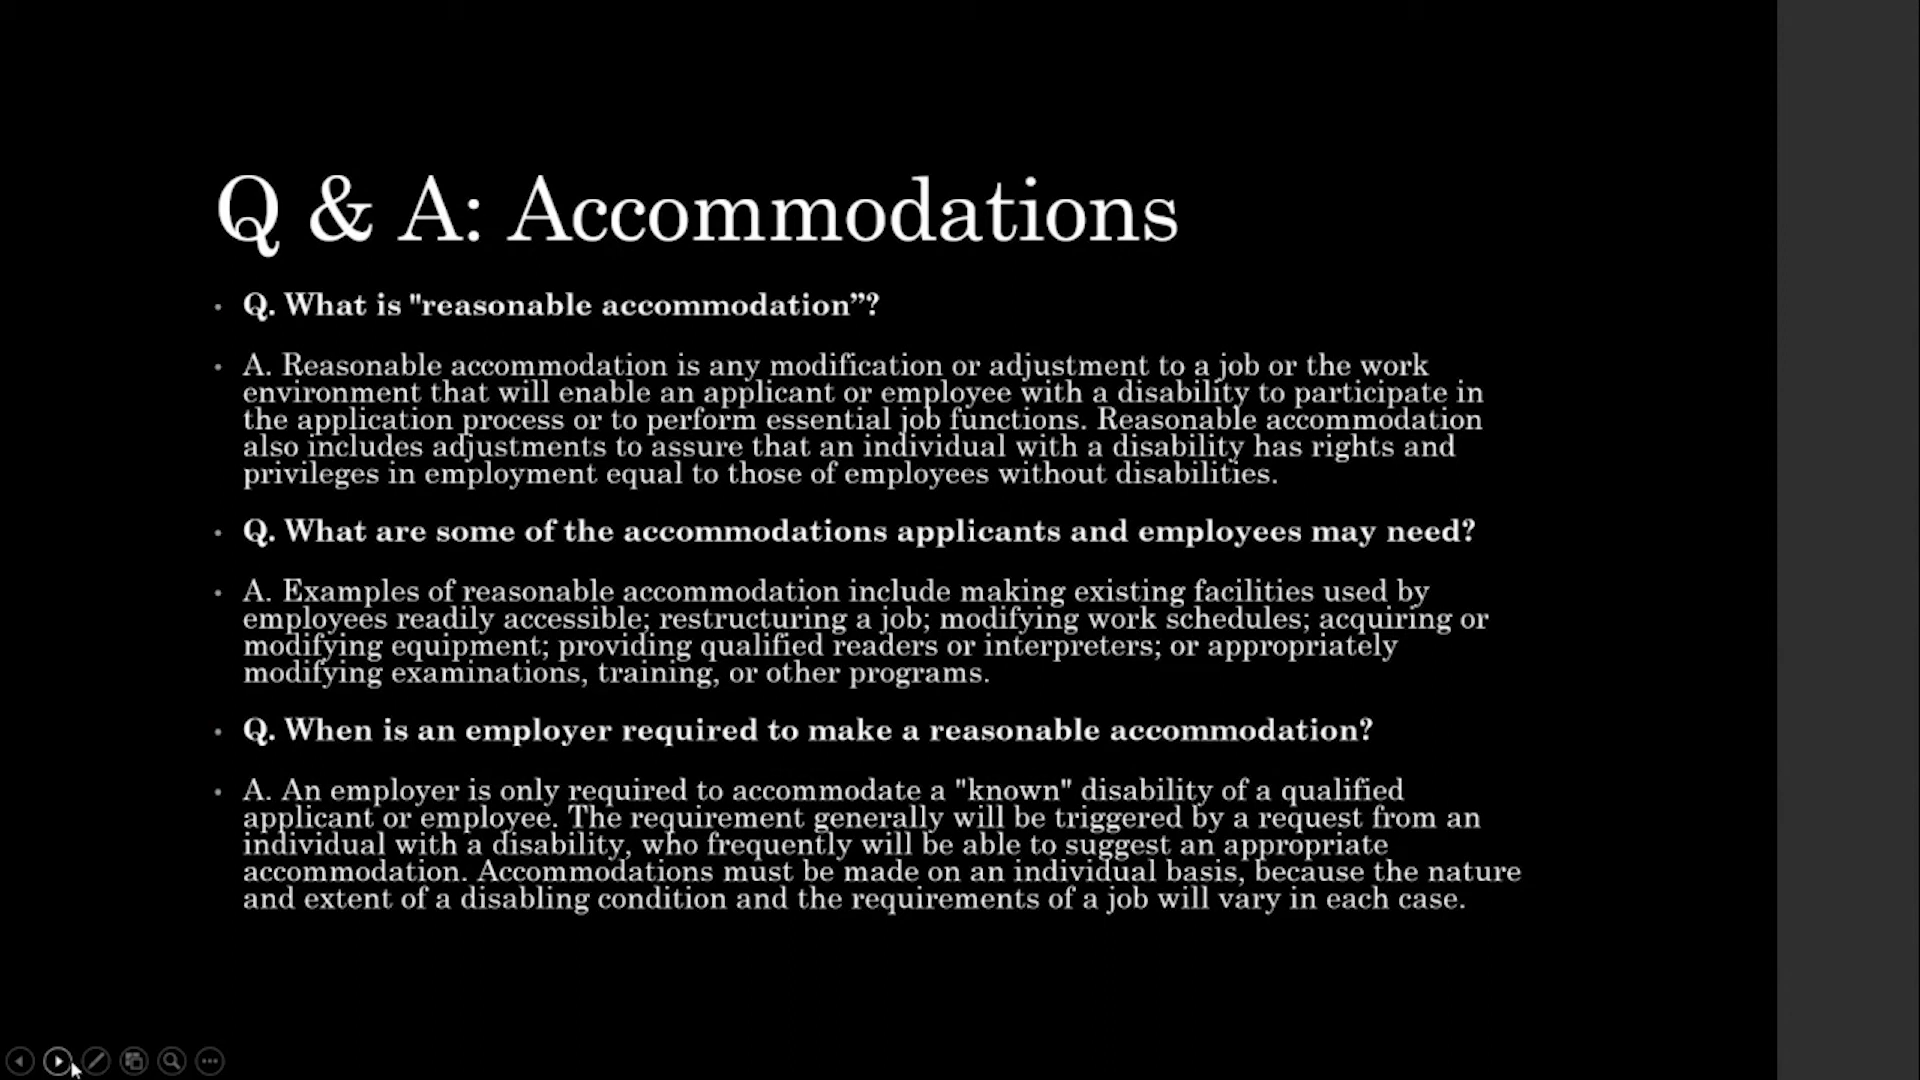 Q & A: Accommodations
• Q. What is "reasonable accommodation”?
• A. Reasonable accommodation is any modification or adjustment to a job or the work
environment that will enable an applicant or employee with a disability to participate in
the application process or to perform essential job functions. Reasonable accommodation
also includes adjustments to assure that an individual with a disability has rights and
privileges in employment equal to those of employees without disabilities.
• Q. What are some of the accommodations applicants and employees may need?
• A. Examples of reasonable accommodation include making existing facilities used by
employees readily accessible; restructuring a job; modifying work schedules; acquiring or
modifying equipment; providing qualified readers or interpreters; or appropriately
modifying examinations, training, or other programs.
• Q. When is an employer required to make a reasonable accommodation?
• A. An employer is only required to accommodate a "known" disability of a qualified
applicant or employee. The requirement generally will be triggered by a request from an
individual with a disability, who frequently will be able to suggest an appropriate
accommodation. Accommodations must be made on an individual basis, because the nature
and extent of a disabling condition and the requirements of a job will vary in each case.